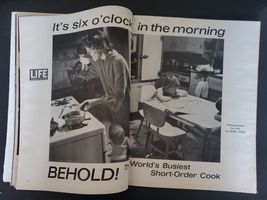 It's six o'clock in the morning
LIFE
BEHOLD!
World's Busiest
Short-Order Cook